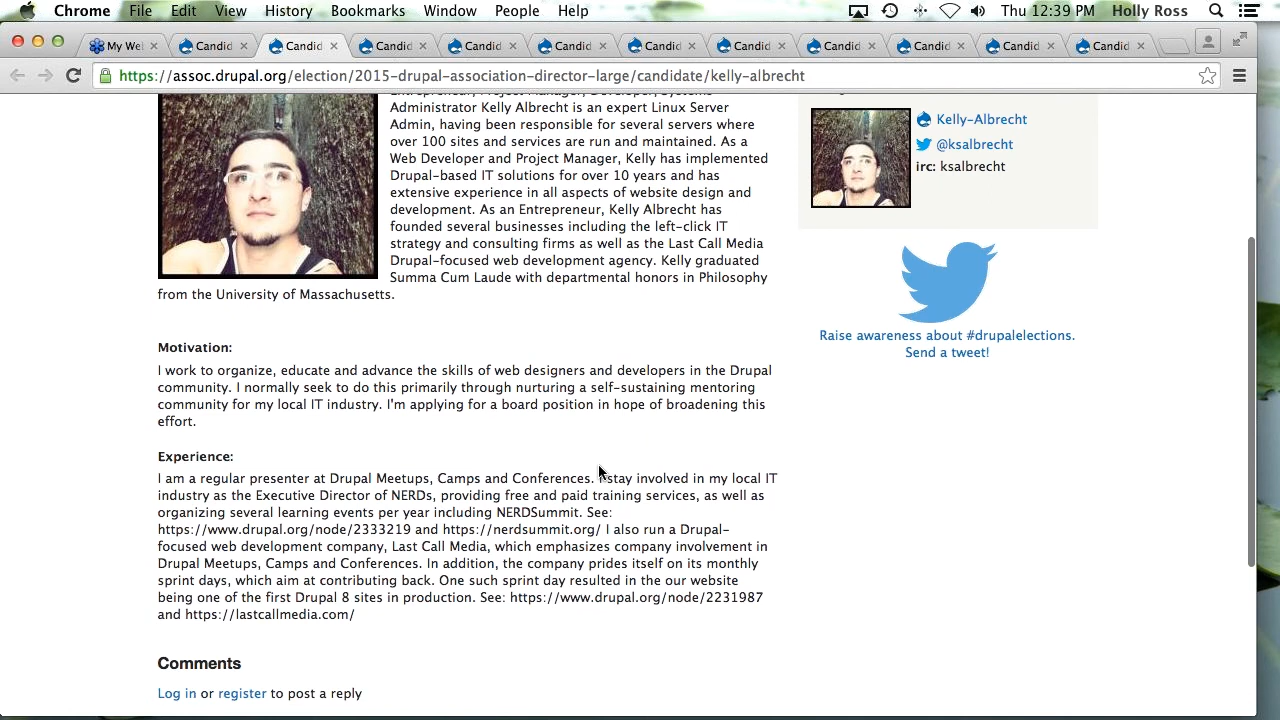 Chrome File Edit View History Bookmarks Window People Help Thu 12:39 PM Holly Ross
My Wel Candid Candid Candid Candid Candid Candid Candid Candid Candid Candid Candid
https://assoc.drupal.org/election/2015-drupal-association-director-large/candidate/kelly-albrecht
Administrator Kelly Albrecht is an expert Linux Server
Admin, having been responsible for several servers where
over 100 sites and services are run and maintained. As a
Web Developer and Project Manager, Kelly has implemented
Drupal-based IT solutions for over 10 years and has
extensive experience in all aspects of website design and
development. As an Entrepreneur, Kelly Albrecht has
founded several businesses including the left-click IT
strategy and consulting firms as well as the Last Call Media
Drupal-focused web development agency. Kelly graduated
Summa Cum Laude with departmental honors in Philosophy
from the University of Massachusetts.
Motivation:
I work to organize, educate and advance the skills of web designers and developers in the Drupal
community. I normally seek to do this primarily through nurturing a self-sustaining mentoring
community for my local IT industry. I'm applying for a board position in hope of broadening this
effort.
Experience:
I am a regular presenter at Drupal Meetups, Camps and Conferences. I stay involved in my local IT
industry as the Executive Director of NERDs, providing free and paid training services, as well as
organizing several learning events per year including NERDSummit. See:
https://www.drupal.org/node/2333219 and https://nerdsummit.org/ I also run a Drupal-
focused web development company, Last Call Media, which emphasizes company involvement in
Drupal Meetups, Camps and Conferences. In addition, the company prides itself on its monthly
sprint days, which aim at contributing back. One such sprint day resulted in the our website
being one of the first Drupal 8 sites in production. See: https://www.drupal.org/node/2231987
and https://lastcallmedia.com/
Comments
Log in or register to post a reply
Kelly-Albrecht
@ksalbrecht
irc: ksalbrecht
Raise awareness about #drupalelections.
Send a tweet!